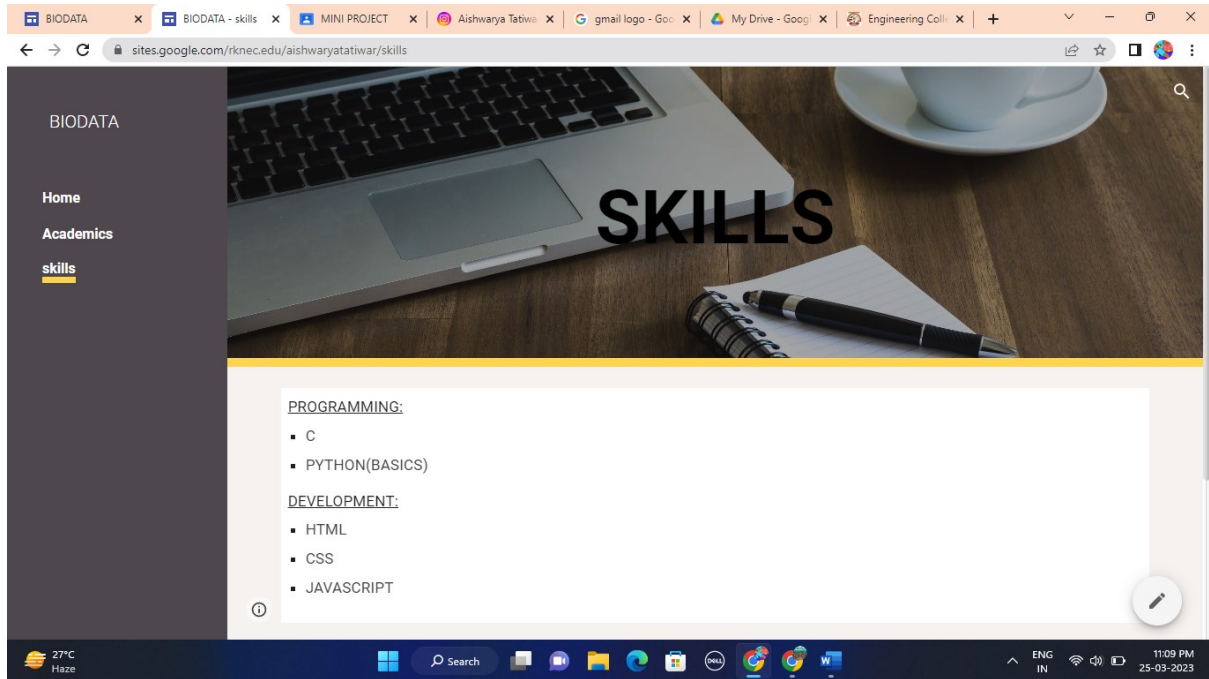 BIODATA
BIODATA - skills
MINI PROJECT
Aishwarya Tatiwa
gmail logo - Goo
My Drive - Googl
Engineering Colle
sites.google.com/rknec.edu/aishwaryatatiwar/skills
BIODATA
Home
Academics
skills
SKILLS
PROGRAMMING:
▪ C
▪ PYTHON(BASICS)
DEVELOPMENT:
▪ HTML
▪ CSS
▪ JAVASCRIPT
27°C
Haze
Search
DELL
W
ENG
IN
11:09 PM
25-03-2023